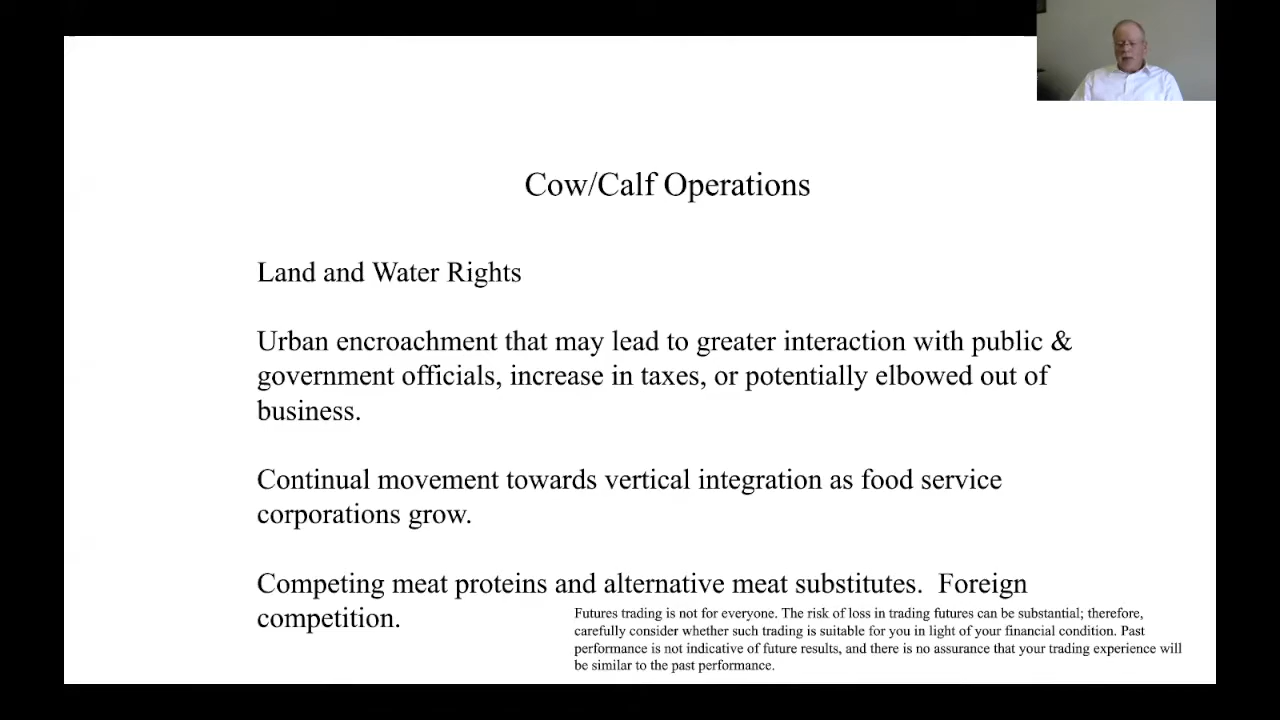 Cow/Calf Operations
Land and Water Rights
Urban encroachment that may lead to greater interaction with public &
government officials, increase in taxes, or potentially elbowed out of
business.
Continual movement towards vertical integration as food service
corporations grow.
Competing meat proteins and alternative meat substitutes.  Foreign
competition.
Futures trading is not for everyone. The risk of loss in trading futures can be substantial; therefore,
carefully consider whether such trading is suitable for you in light of your financial condition. Past
performance is not indicative of future results, and there is no assurance that your trading experience will
be similar to the past performance.